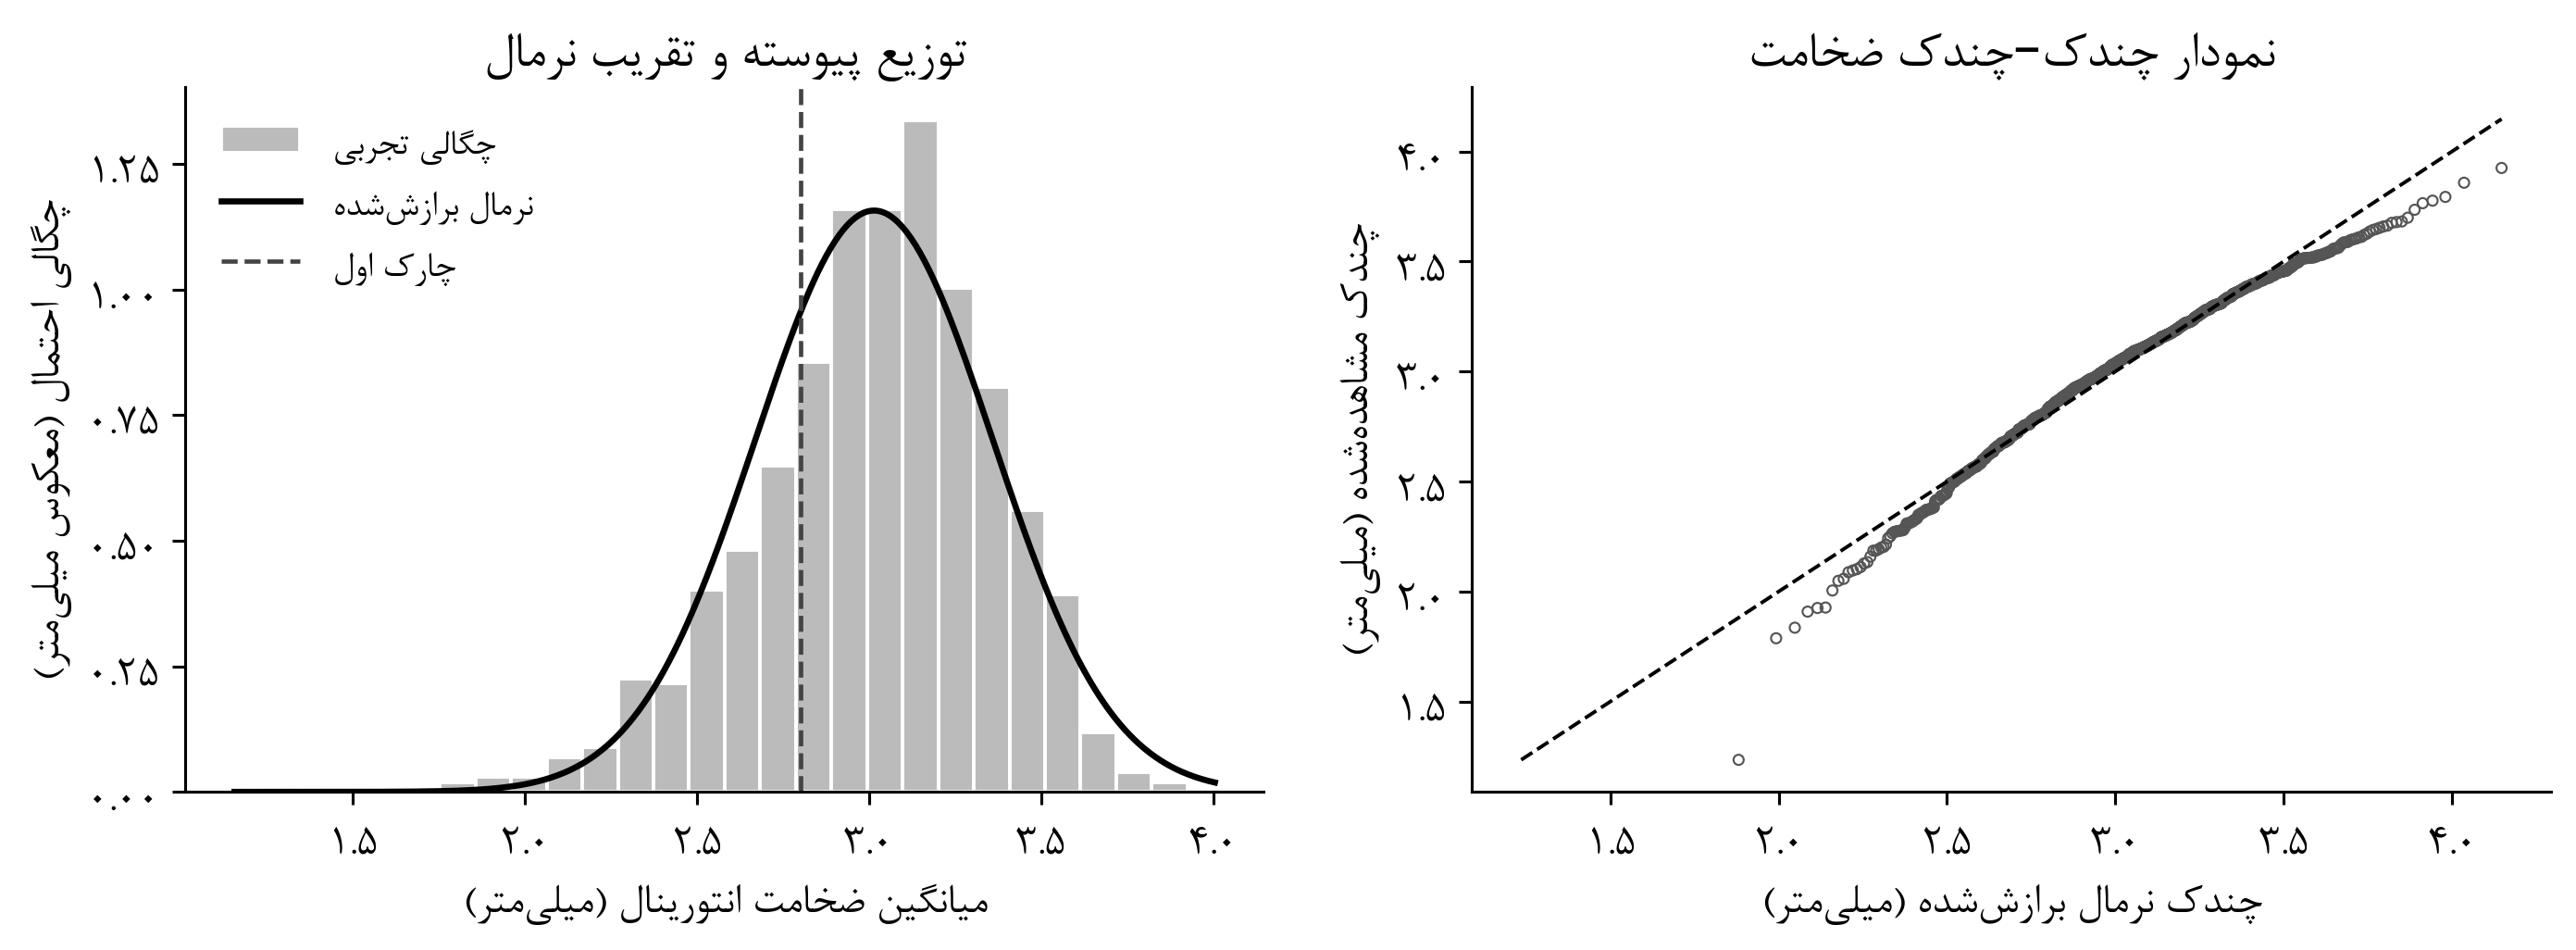 توزیع پیوسته و تقریب نرمال
چگالی تجربی
نرمال برازش‌شده
چارک اول
چگالی احتمال (معکوس میلی‌متر)
۱.۲۵
۱.۰۰
۰.۷۵
۰.۵۰
۰.۲۵
۰.۰۰
۱.۵ ۲.۰ ۲.۵ ۳.۰ ۳.۵ ۴.۰
میانگین ضخامت انتورینال (میلی‌متر)
نمودار چندک-چندک ضخامت
چندک مشاهده‌شده (میلی‌متر)
۴.۰
۳.۵
۳.۰
۲.۵
۲.۰
۱.۵
۱.۵ ۲.۰ ۲.۵ ۳.۰ ۳.۵ ۴.۰
چندک نرمال برازش‌شده (میلی‌متر)